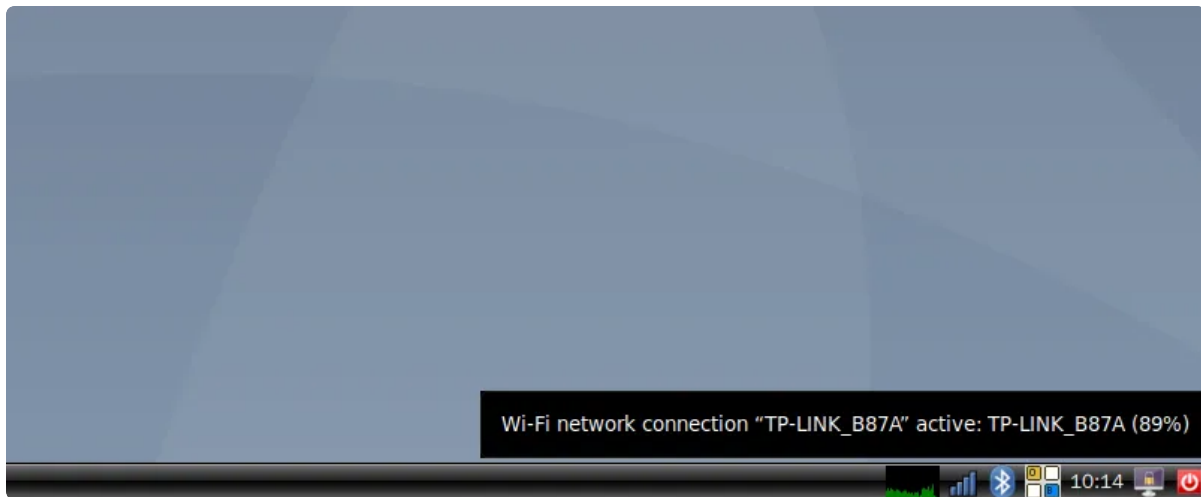 Wi-Fi network connection “TP-LINK_B87A” active: TP-LINK_B87A (89%)
10:14